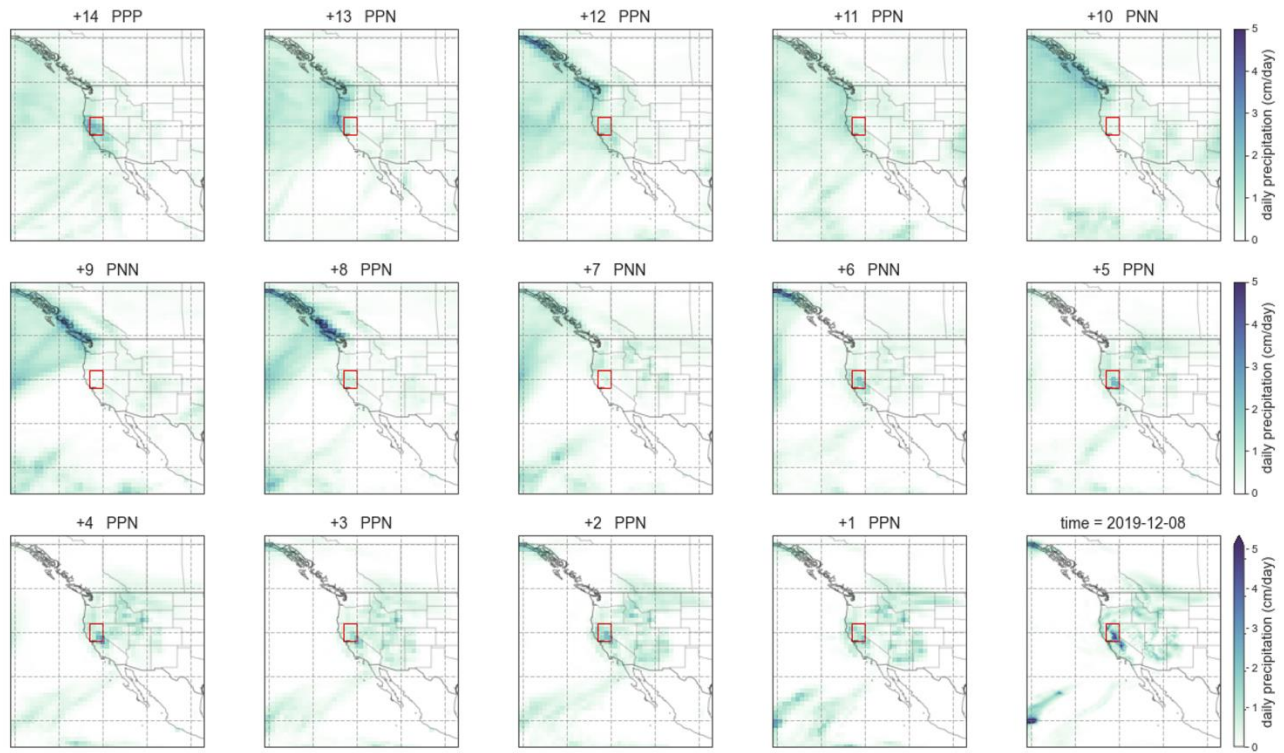 +14 PPP
+13 PPN
+12 PPN
+11 PPN
+10 PNN
5
4
3
2
1
0
daily precipitation (cm/day)
+9 PNN
+8 PPN
+7 PNN
+6 PNN
+5 PPN
5
4
3
2
1
0
daily precipitation (cm/day)
+4 PPN
+3 PPN
+2 PPN
+1 PPN
time = 2019-12-08
5
4
3
2
1
0
daily precipitation (cm/day)